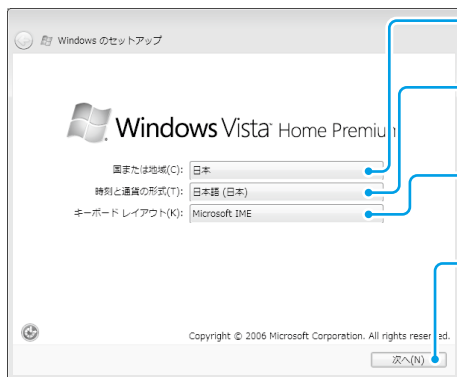 Windows のセットアップ
Windows Vista™ Home Premium
国または地域(C): 日本
時刻と通貨の形式(T): 日本語 (日本)
キーボード レイアウト(K): Microsoft IME
Copyright © 2006 Microsoft Corporation. All rights reserved.
次へ(N)